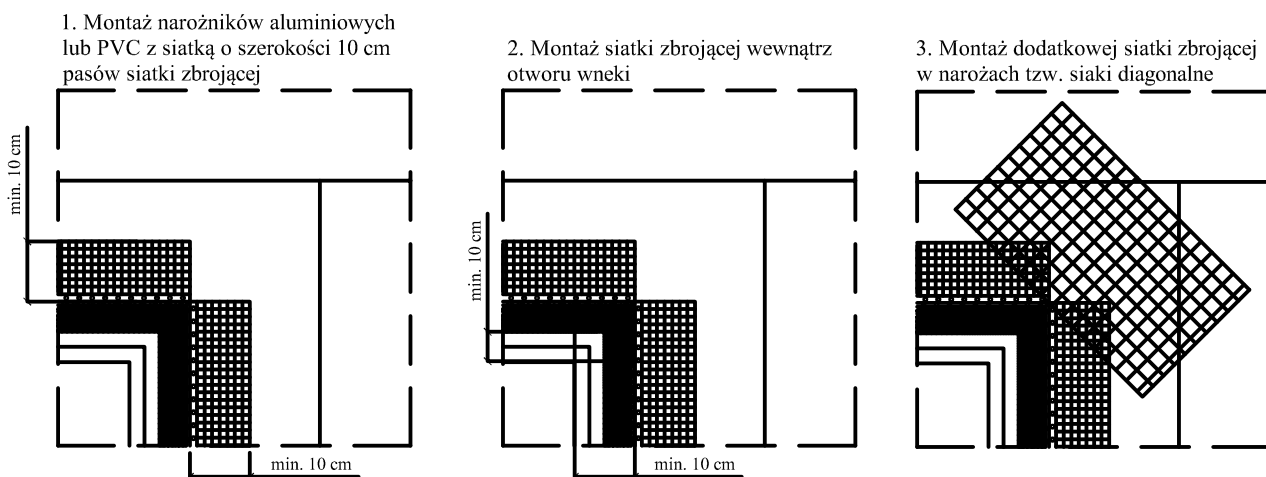 1. Montaż narożników aluminiowych
lub PVC z siatką o szerokości 10 cm
pasów siatki zbrojącej
2. Montaż siatki zbrojącej wewnątrz
otworu wneki
3. Montaż dodatkowej siatki zbrojącej
w narożach tzw. siaki diagonalne
min. 10 cm
min. 10 cm
min. 10 cm
min. 10 cm